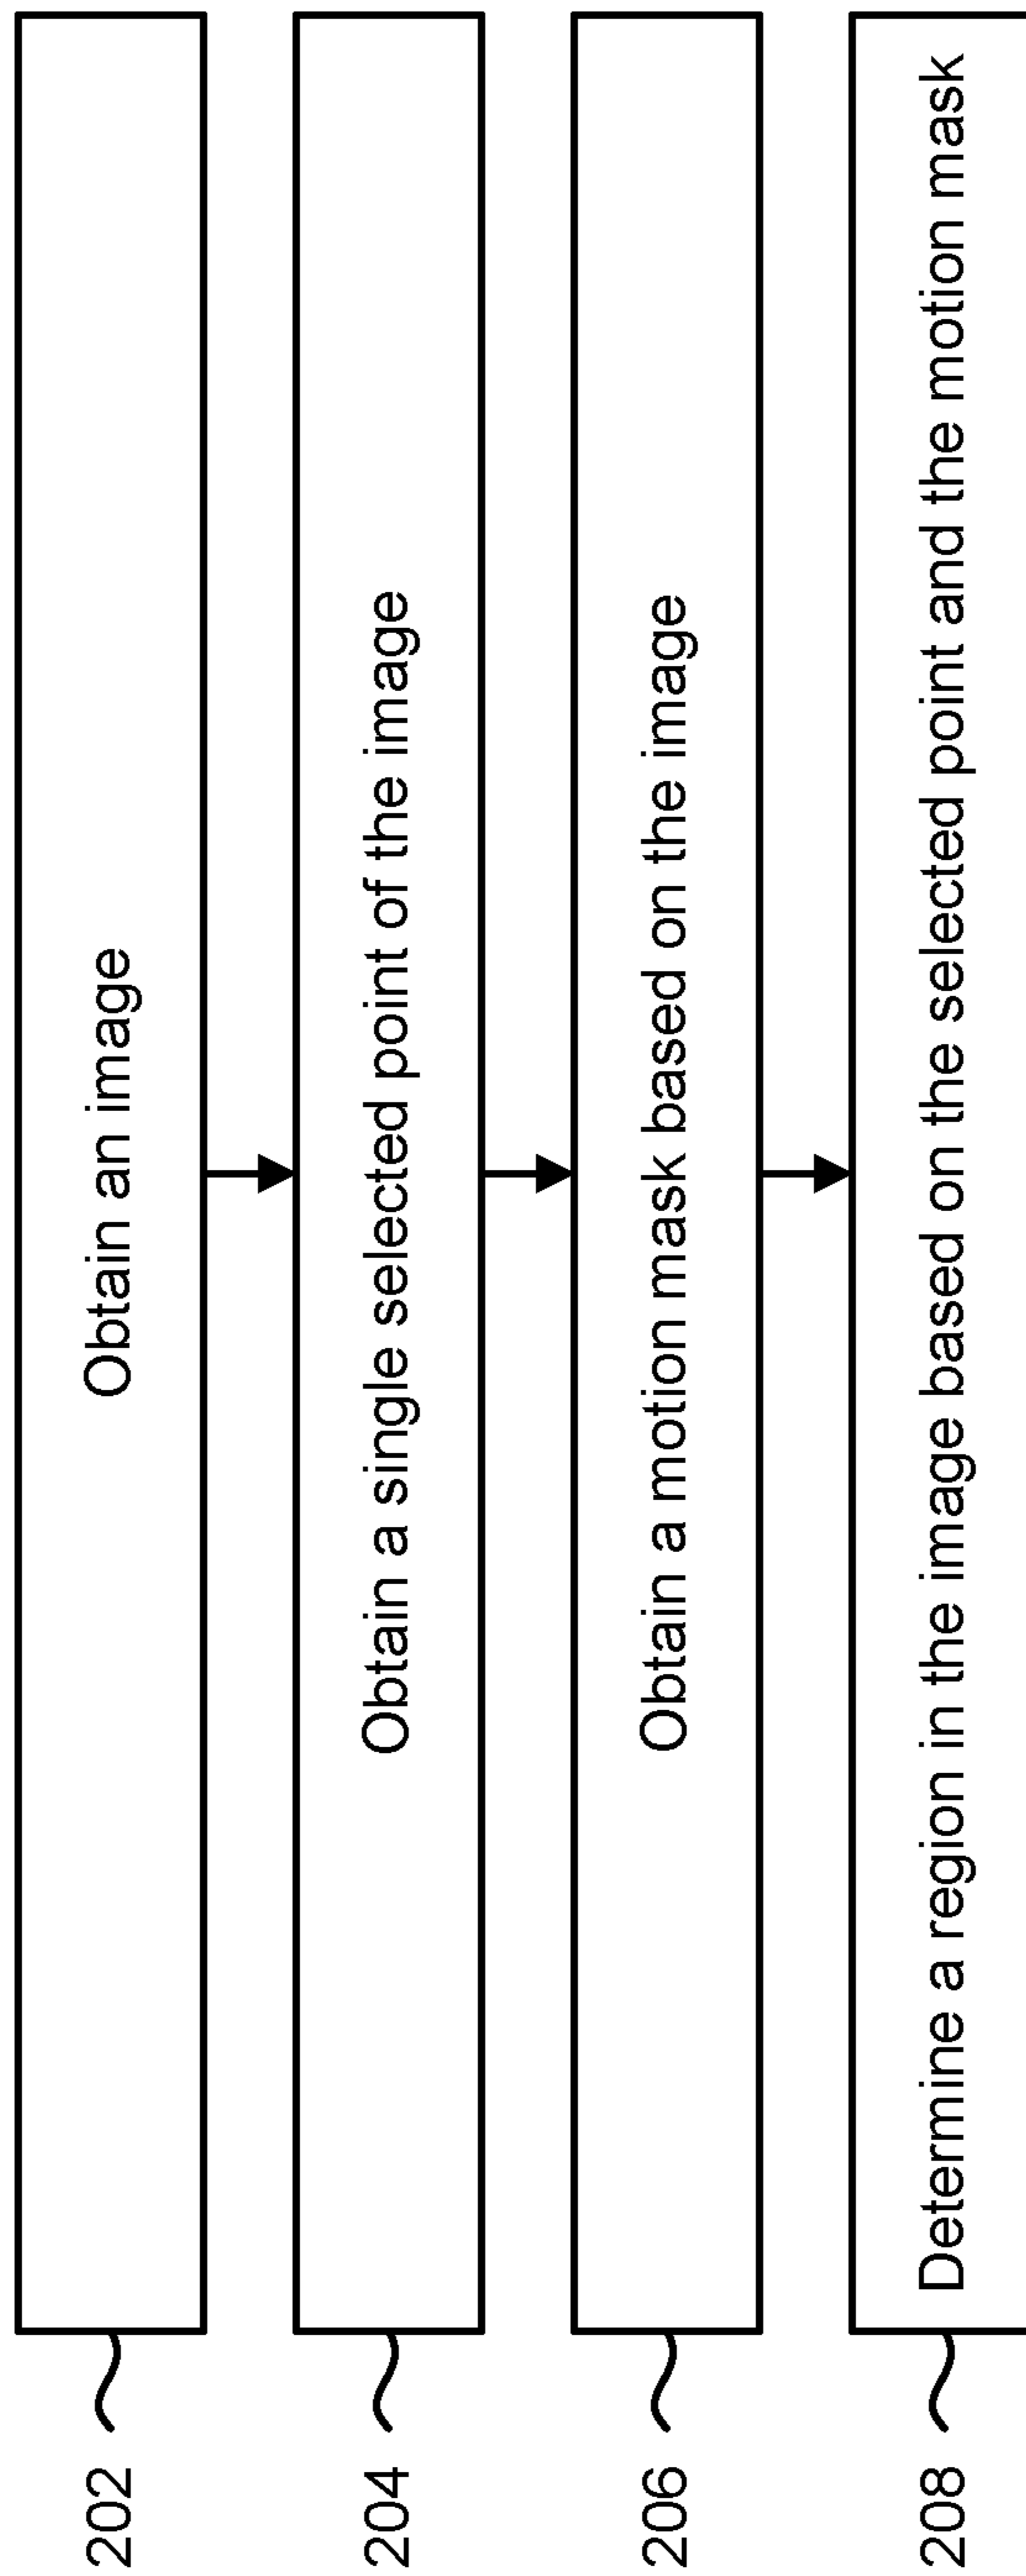 202
Obtain an image
204
Obtain a single selected point of the image
206
Obtain a motion mask based on the image
208
Determine a region in the image based on the selected point and the motion mask